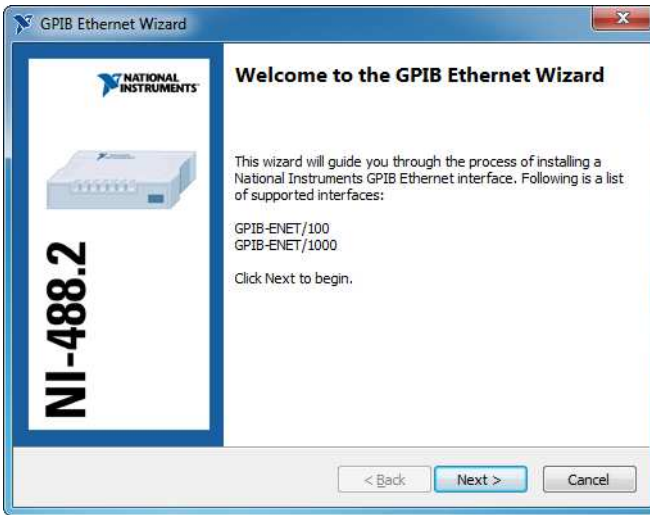 GPIB Ethernet Wizard
NATIONAL
INSTRUMENTS
NI-488.2
Welcome to the GPIB Ethernet Wizard
This wizard will guide you through the process of installing a
National Instruments GPIB Ethernet interface. Following is a list
of supported interfaces:
GPIB-ENET/100
GPIB-ENET/1000
Click Next to begin.
< Back
Next >
Cancel